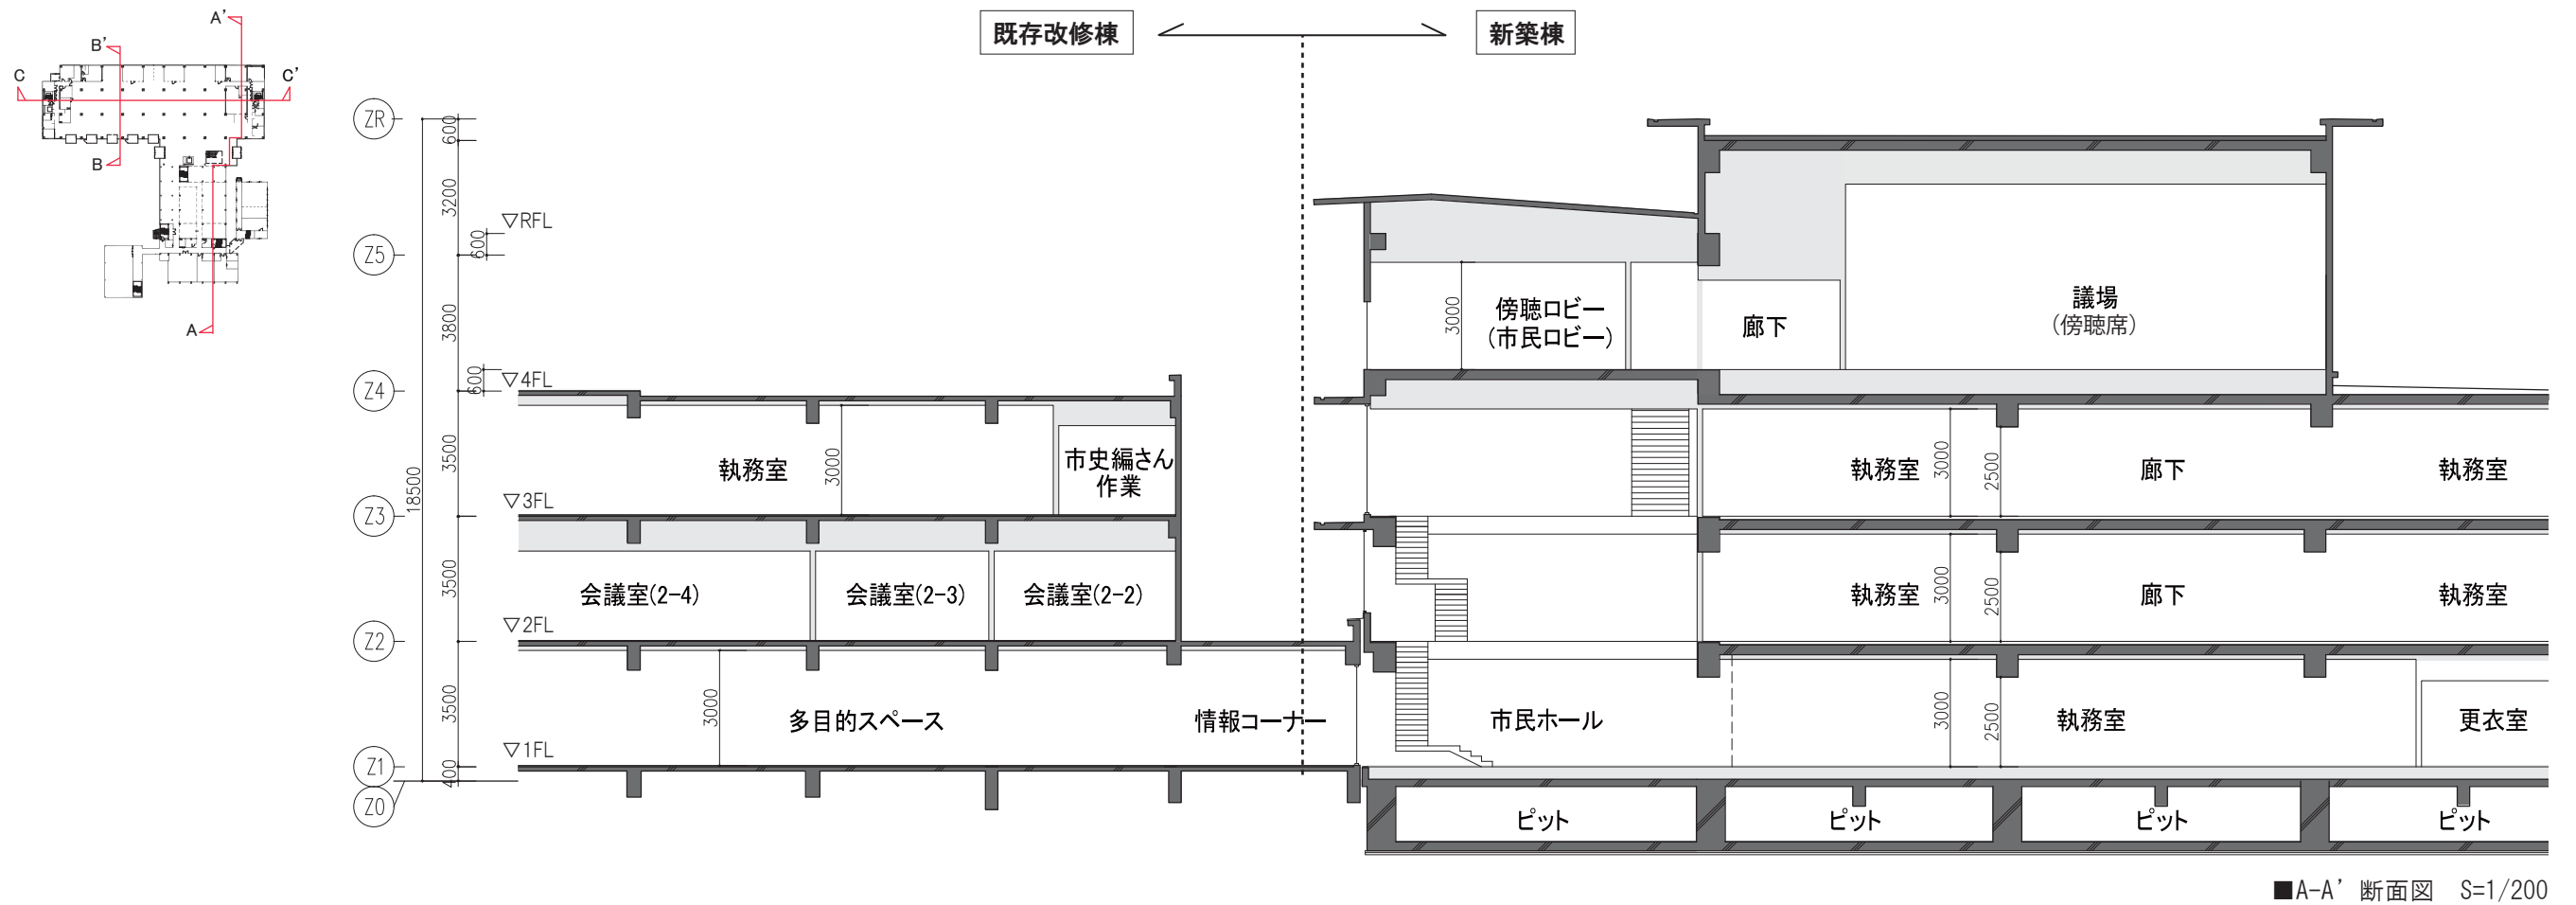 既存改修棟
新築棟
A'
B'
C
C'
B
A
ZR
Z5
Z4
Z3
Z2
Z1
Z0
18500
600
3200
3800
3500
3500
3500
400
▽RFL
600
▽4FL
600
▽3FL
▽2FL
▽1FL
傍聴ロビー
(市民ロビー)
3000
廊下
議場
(傍聴席)
執務室
3000
市史編さん
作業
執務室
3000
2500
廊下
執務室
会議室(2-4)
会議室(2-3)
会議室(2-2)
執務室
3000
2500
廊下
執務室
3000
多目的スペース
情報コーナー
市民ホール
3000
2500
執務室
更衣室
ピット
ピット
ピット
ピット
■A-A' 断面図 S=1/200